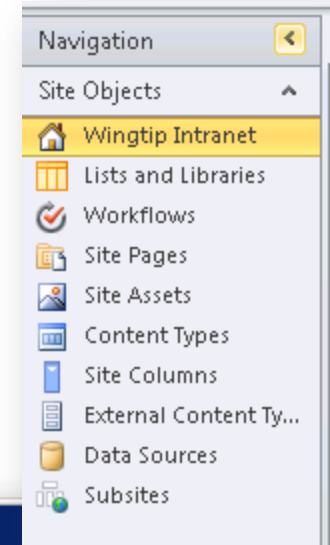 Navigation
Site Objects
Wingtip Intranet
Lists and Libraries
Workflows
Site Pages
Site Assets
Content Types
Site Columns
External Content Ty...
Data Sources
Subsites